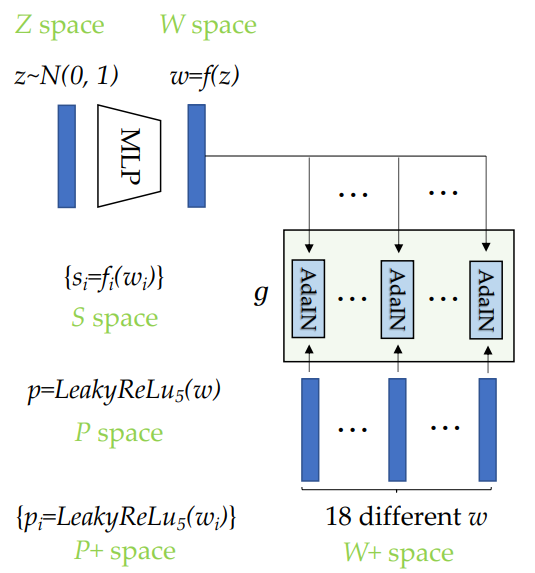 Z space
W space
z~N(0, 1)
w=f(z)
MLP
...
...
{sᵢ=fᵢ(wᵢ)}
S space
g
AdaIN
...
AdaIN
...
AdaIN
p=LeakyReLu₅(w)
P space
...
...
{pᵢ=LeakyReLu₅(wᵢ)}
P+ space
18 different w
W+ space